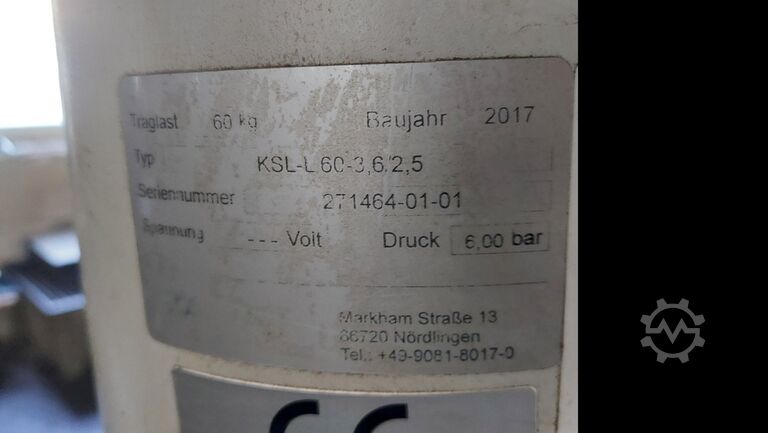 Traglast 60 kg Baujahr 2017
Typ KSL-L 60-3,6/2,5
Seriennummer 271464-01-01
Spannung --- Volt Druck 6,00 bar
Markham Straße 13
86720 Nördlingen
Tel.: +49-9081-8017-0
CE